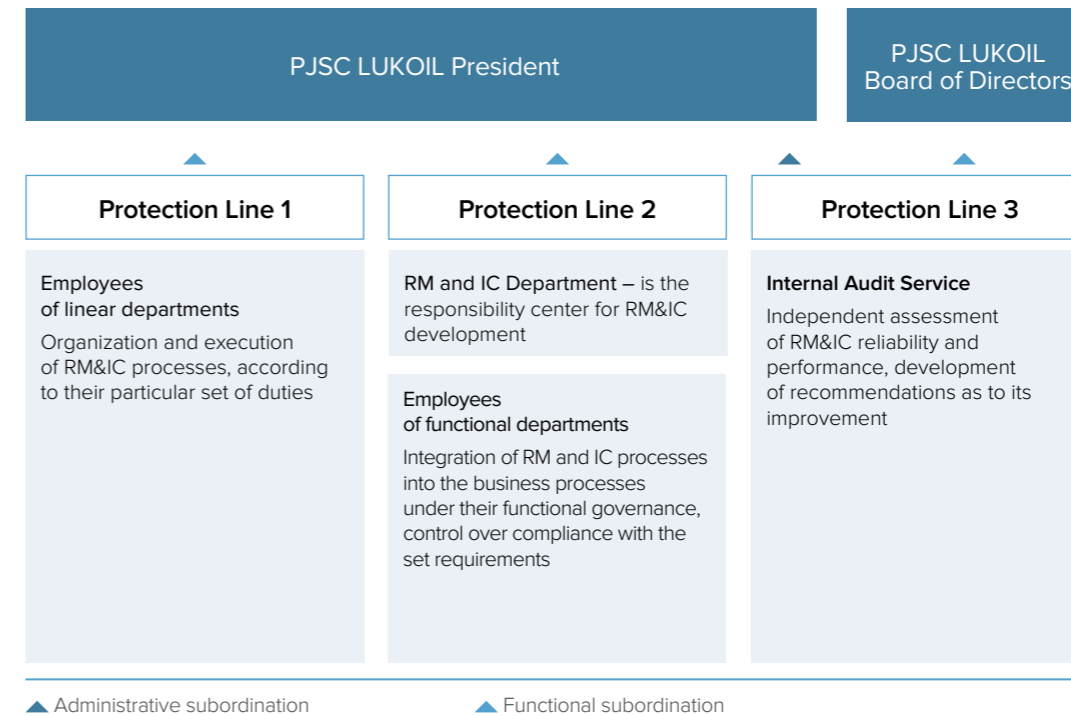 PJSC LUKOIL President
PJSC LUKOIL
Board of Directors
Protection Line 1
Protection Line 2
Protection Line 3
Employees
of linear departments
Organization and execution
of RM&IC processes, according
to their particular set of duties
RM and IC Department – is the
responsibility center for RM&IC
development
Employees
of functional departments
Integration of RM and IC processes
into the business processes
under their functional governance,
control over compliance with the
set requirements
Internal Audit Service
Independent assessment
of RM&IC reliability and
performance, development
of recommendations as to its
improvement
Administrative subordination
Functional subordination